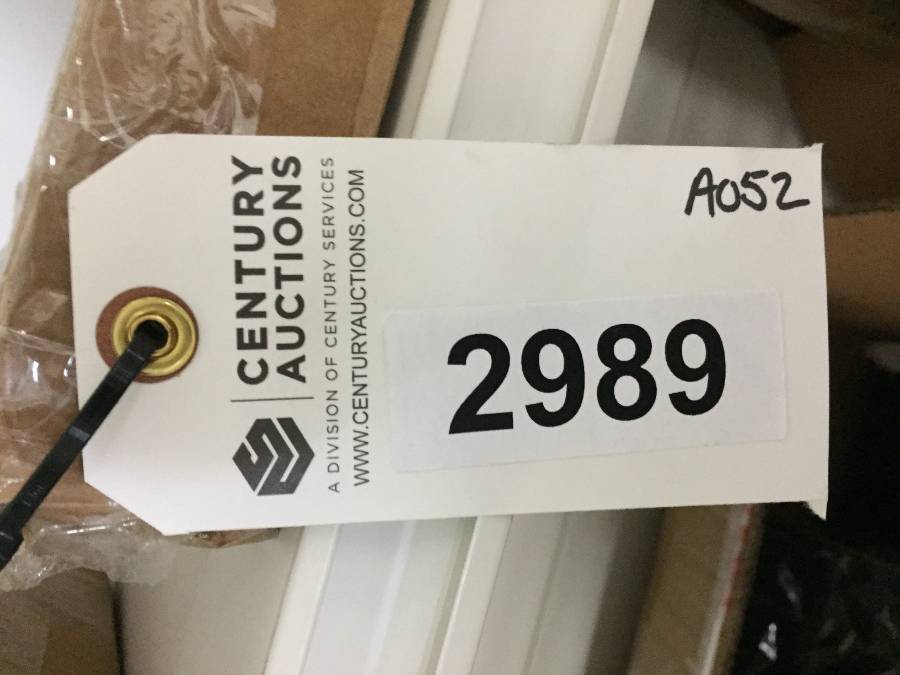 CENTURY
AUCTIONS
A DIVISION OF CENTURY SERVICES
WWW.CENTURYAUCTIONS.COM
A052
2989